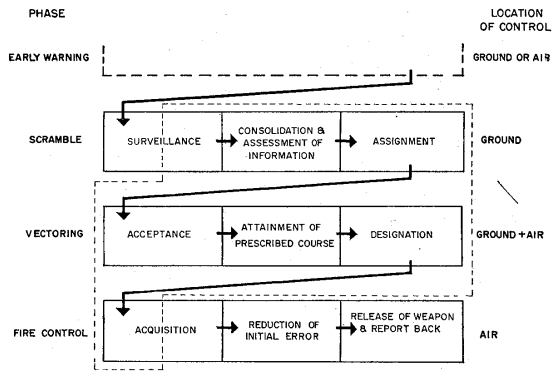 PHASE
LOCATION
OF CONTROL
EARLY WARNING
GROUND OR AIR
SCRAMBLE
SURVEILLANCE
CONSOLIDATION &
ASSESSMENT OF
INFORMATION
ASSIGNMENT
GROUND
VECTORING
ACCEPTANCE
ATTAINMENT OF
PRESCRIBED COURSE
DESIGNATION
GROUND +AIR
FIRE CONTROL
ACQUISITION
REDUCTION OF
INITIAL ERROR
RELEASE OF WEAPON
& REPORT BACK
AIR